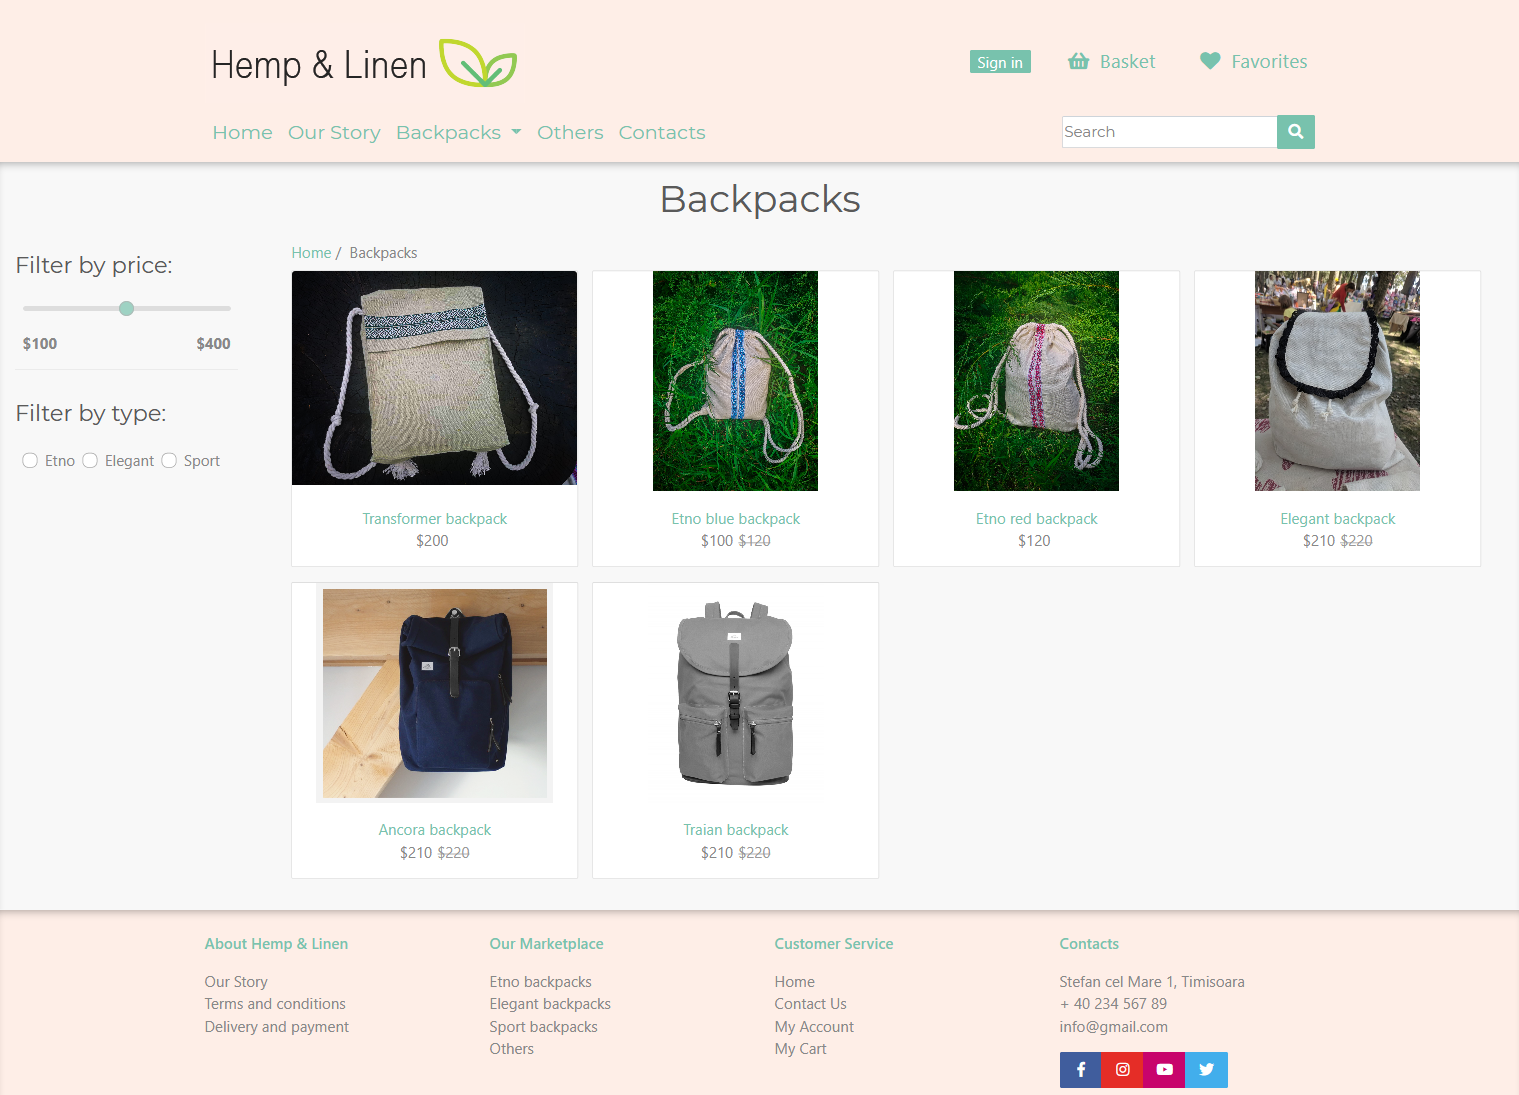 Hemp & Linen
Sign in
Basket
Favorites
Home
Our Story
Backpacks
Others
Contacts
Search
Backpacks
Home / Backpacks
Filter by price:
$100
$400
Filter by type:
Etno
Elegant
Sport
Transformer backpack
$200
Etno blue backpack
$100 $120
Etno red backpack
$120
Elegant backpack
$210 $220
Ancora backpack
$210 $220
Traian backpack
$210 $220
About Hemp & Linen
Our Story
Terms and conditions
Delivery and payment
Our Marketplace
Etno backpacks
Elegant backpacks
Sport backpacks
Others
Customer Service
Home
Contact Us
My Account
My Cart
Contacts
Stefan cel Mare 1, Timisoara
+ 40 234 567 89
info@gmail.com